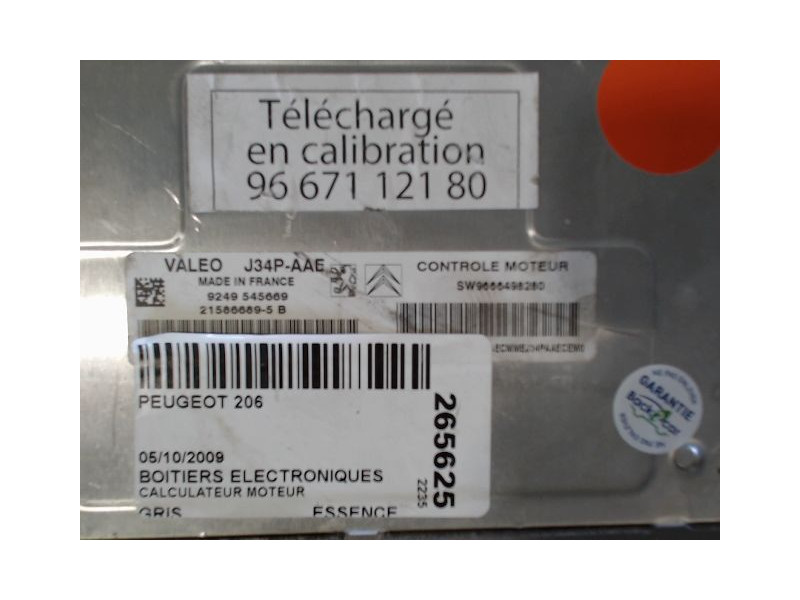 Téléchargé
en calibration
96 671 121 80
VALEO J34P-AAE
MADE IN FRANCE
9249 545669
21586669-5 B
CONTROLE MOTEUR
SW9666498280
PEUGEOT 206
05/10/2009
BOITIERS ELECTRONIQUES
CALCULATEUR MOTEUR
GRIS ESSENCE
265625
2235
GARANTIE